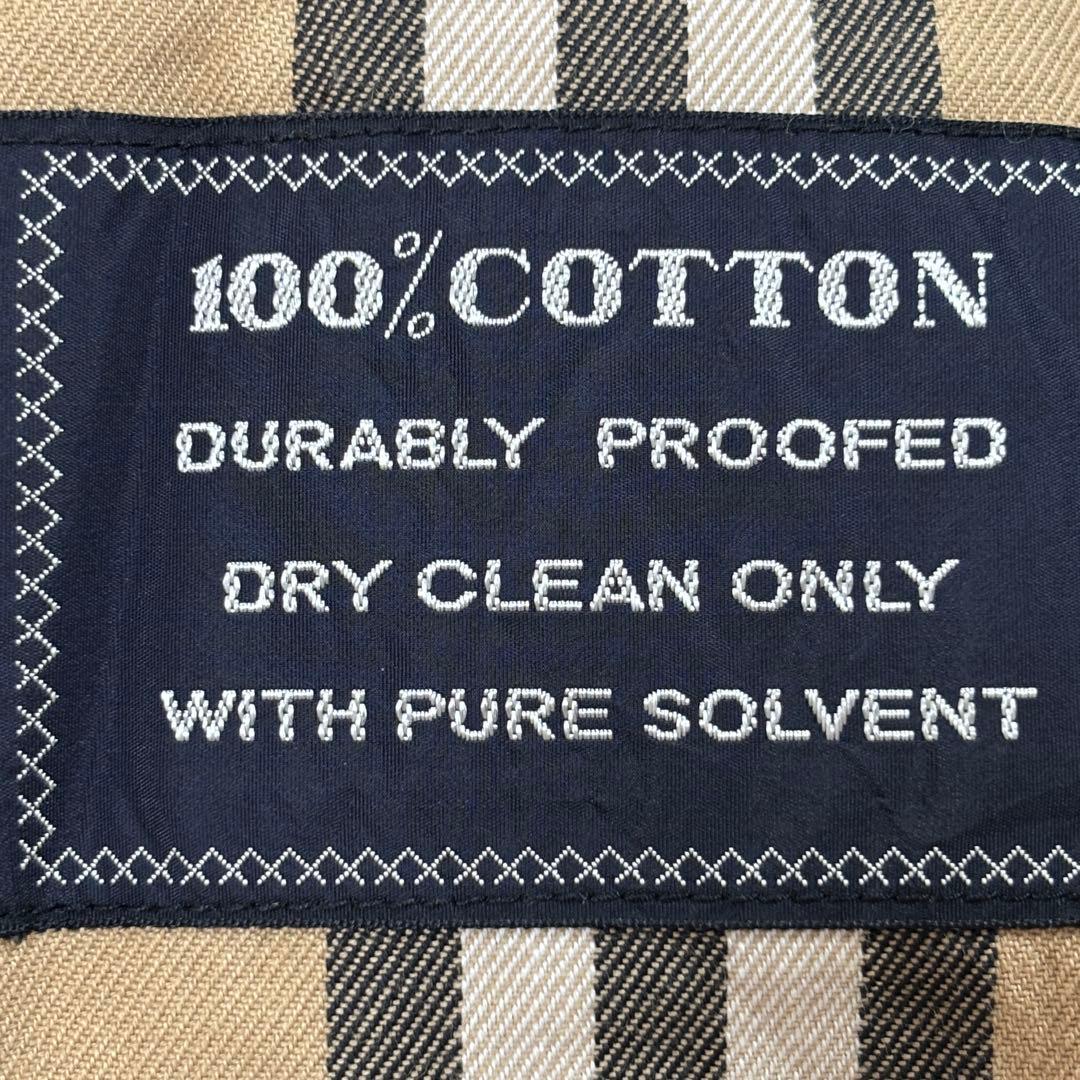 100% COTTON
DURABLY PROOFED
DRY CLEAN ONLY
WITH PURE SOLVENT